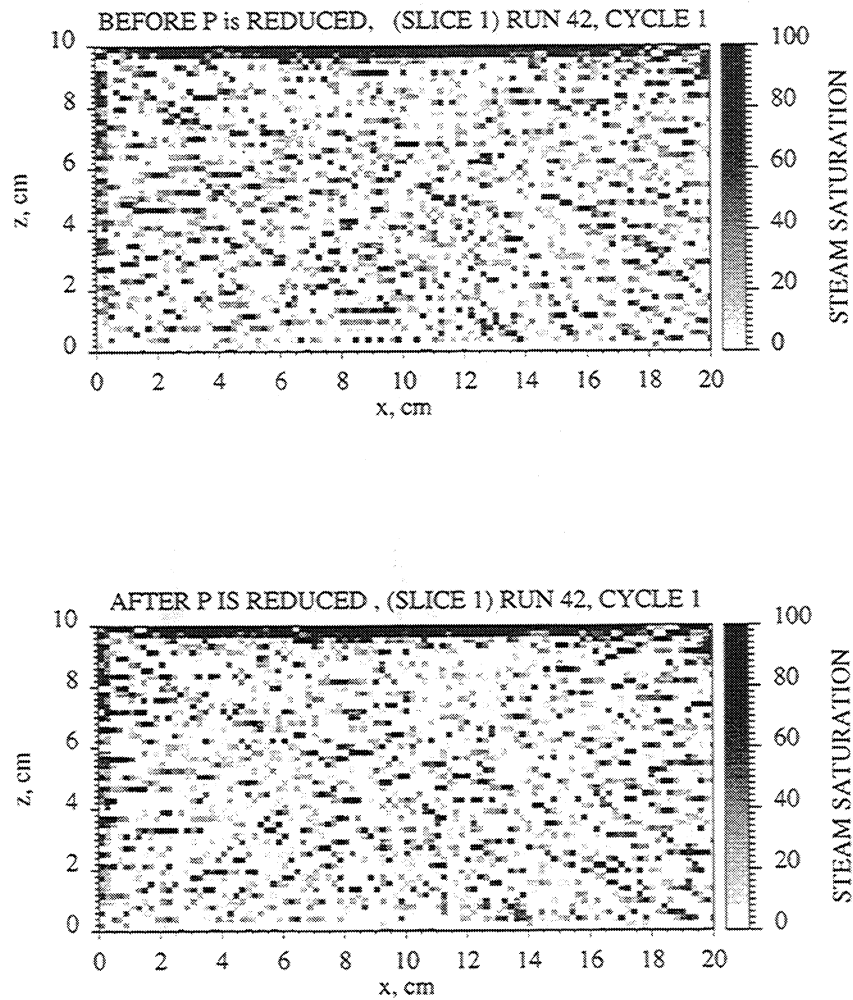 BEFORE P is REDUCED, (SLICE 1) RUN 42, CYCLE 1
10
8
6
4
2
0
z, cm
0 2 4 6 8 10 12 14 16 18 20
x, cm
100
80
60
40
20
0
STEAM SATURATION
AFTER P IS REDUCED , (SLICE 1) RUN 42, CYCLE 1
10
8
6
4
2
0
z, cm
0 2 4 6 8 10 12 14 16 18 20
x, cm
100
80
60
40
20
0
STEAM SATURATION